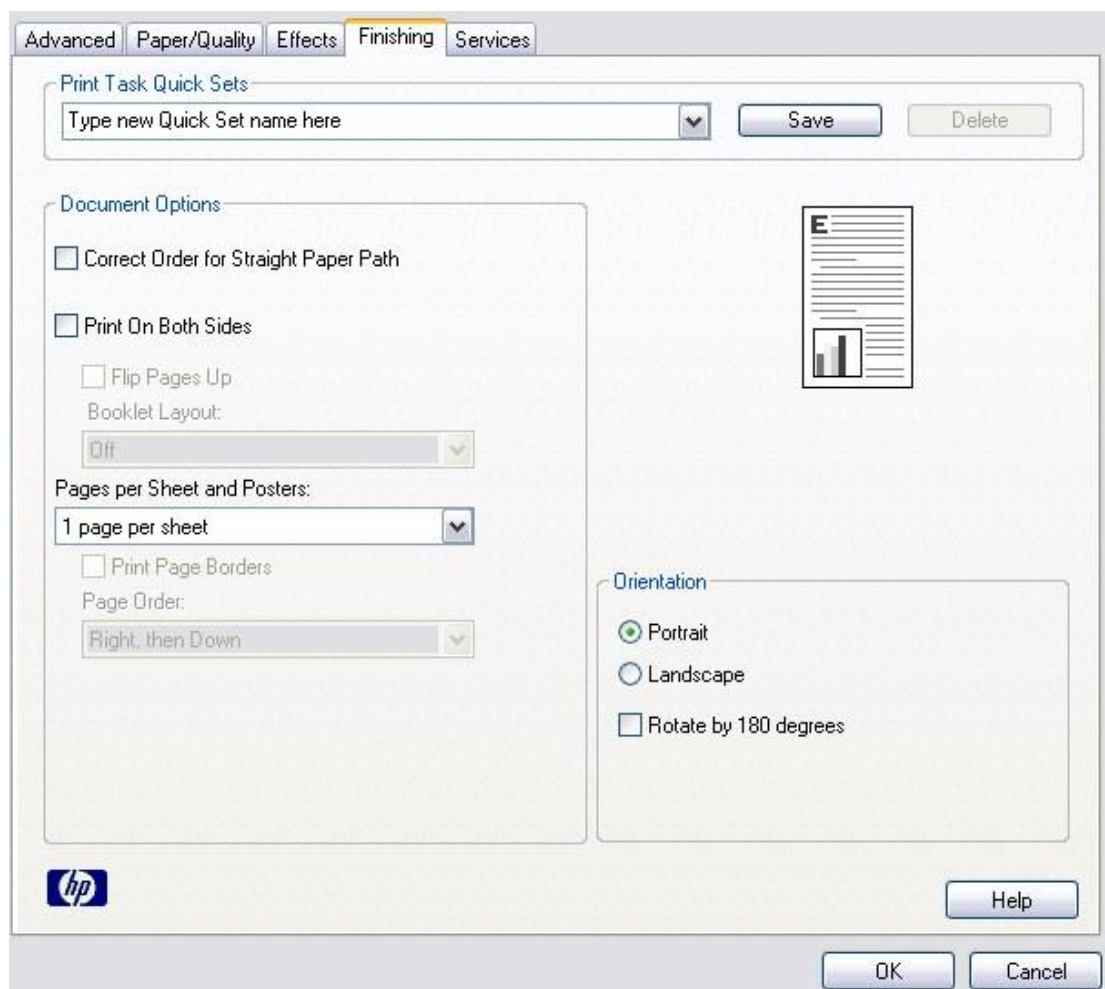 Advanced Paper/Quality Effects Finishing Services
Print Task Quick Sets
Type new Quick Set name here Save Delete
Document Options
Correct Order for Straight Paper Path
Print On Both Sides
Flip Pages Up
Booklet Layout:
Off
Pages per Sheet and Posters:
1 page per sheet
Print Page Borders
Page Order:
Right, then Down
E
Orientation
Portrait
Landscape
Rotate by 180 degrees
hp
Help
OK Cancel